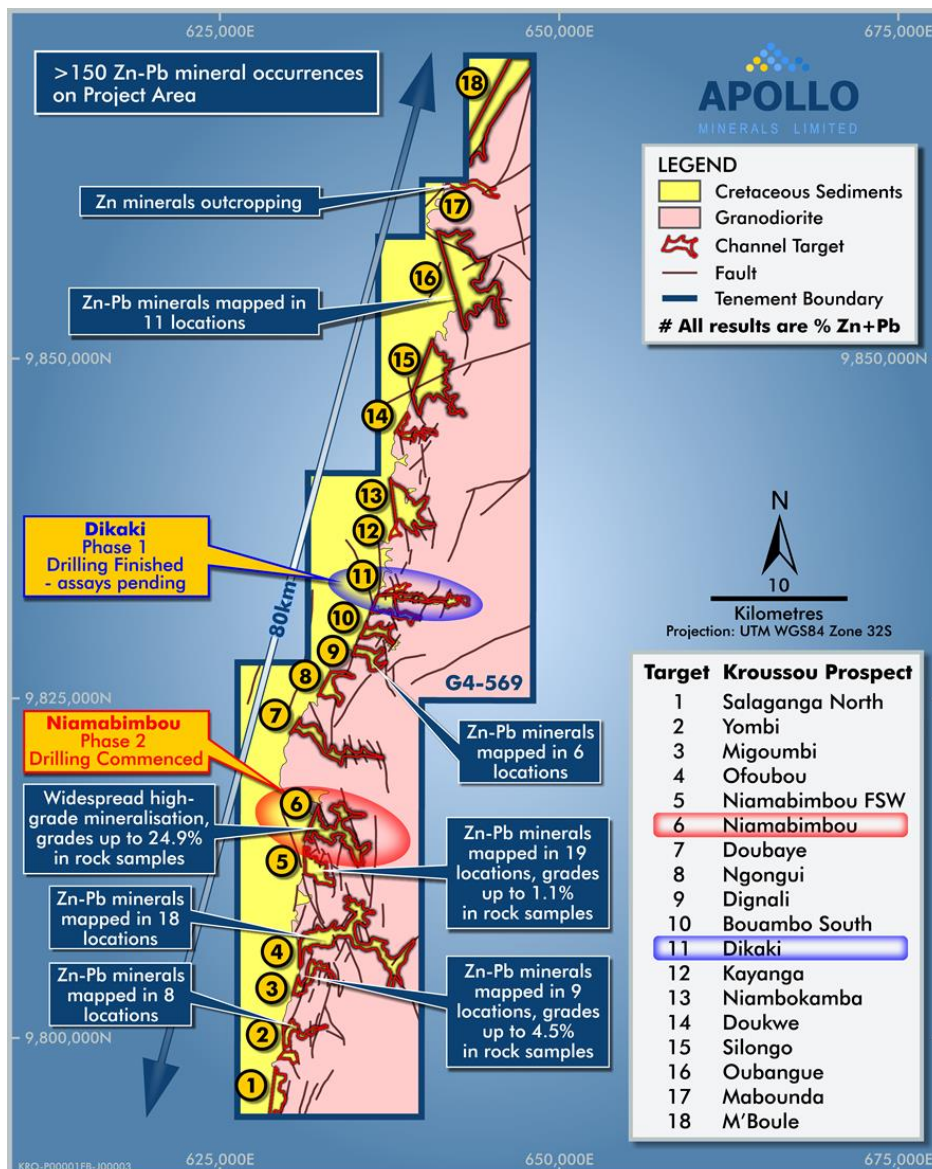 625,000E
650,000E
675,000E
>150 Zn-Pb mineral occurrences
on Project Area
APOLLO
MINERALS LIMITED
LEGEND
Cretaceous Sediments
Granodiorite
Channel Target
Fault
Tenement Boundary
# All results are % Zn+Pb
18
Zn minerals outcropping
17
16
Zn-Pb minerals mapped in
11 locations
9,850,000N
9,850,000N
15
14
13
12
Dikaki
Phase 1
Drilling Finished
- assays pending
11
10
80km
9
8
7
N
10
Kilometres
Projection: UTM WGS84 Zone 32S
G4-569
9,825,000N
Niamabimbou
Phase 2
Drilling Commenced
Zn-Pb minerals
mapped in 6
locations
6
Widespread high-
grade mineralisation,
grades up to 24.9%
in rock samples
5
Zn-Pb minerals
mapped in 19
locations, grades
up to 1.1%
in rock samples
Zn-Pb minerals
mapped in 18
locations
4
Zn-Pb minerals
mapped in 8
locations
3
Zn-Pb minerals
mapped in 9
locations, grades
up to 4.5%
in rock samples
9,800,000N
2
1
Target Kroussou Prospect
1 Salaganga North
2 Yombi
3 Migoumbi
4 Ofoubou
5 Niamabimbou FSW
6 Niamabimbou
7 Doubaye
8 Ngongui
9 Dignali
10 Bouambo South
11 Dikaki
12 Kayanga
13 Niambokamba
14 Doukwe
15 Silongo
16 Oubangue
17 Mabounda
18 M'Boule
625,000E
650,000E
675,000E